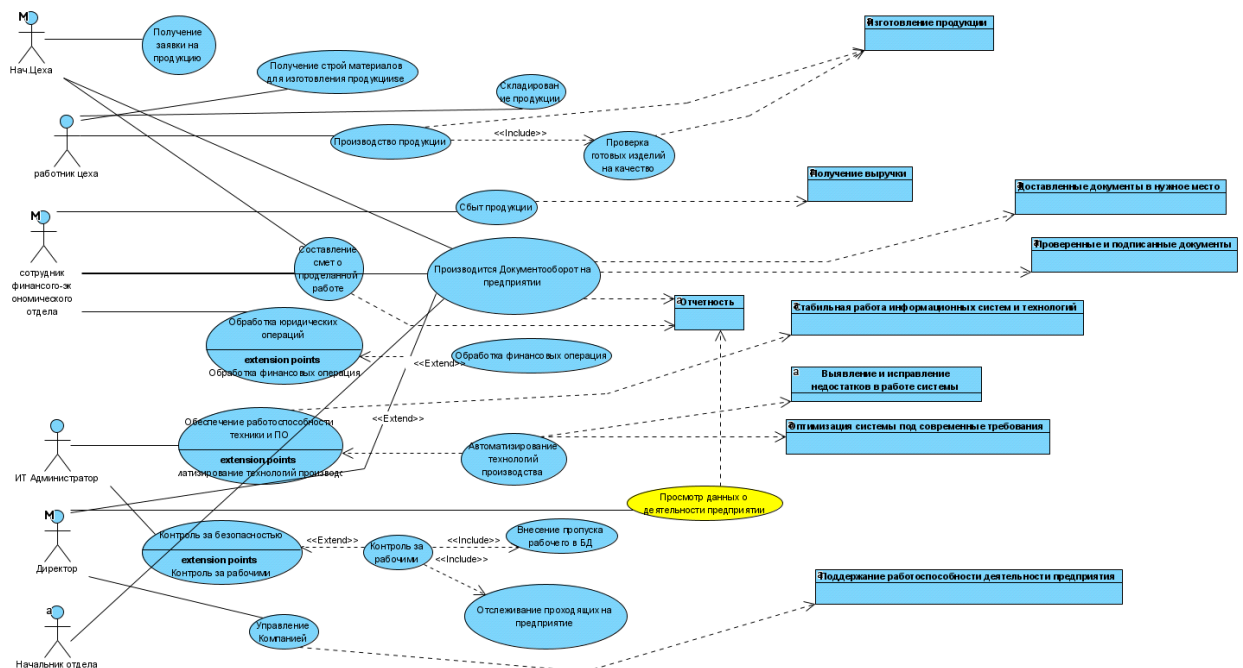 M
Нач.Цеха
Получение
заявки на
продукцию
Получение строй материалов
для изготовления продукцииse
Складирован
ие продукции
Изготовление продукции
работник цеха
Производство продукции
<<Include>>
Проверка
готовых изделий
на качество
M
сотрудник
финансого-эк
ономического
отдела
Сбыт продукции
Получение выручки
Доставленные документы в нужное место
Проверенные и подписанные документы
Составление
смет о
проделанной
работе
Производится Документооборот на
предприятии
a
Отчетность
Стабильная работа информационных систем и технологий
Обработка юридических
операций
extension points
Обработка финансовых операция
<<Extend>>
Обработка финансовых операция
a
Выявление и исправление
недостатков в работе системы
Оптимизация системы под современные требования
ИТ Администратор
Обеспечение работоспособности
техники и ПО
extension points
матизирование технологий производс
<<Extend>>
Автоматизирование
технологий
производства
Просмотр данных о
деятельности предприятии
M
Директор
Контроль за безопасностью
extension points
Контроль за рабочими
<<Extend>>
Контроль за
рабочими
<<Include>>
<<Include>>
Внесение пропуска
рабочего в БД
Отслеживание проходящих на
предприятие
Поддержание работоспособности деятельности предприятия
a
Начальник отдела
Управление
Компанией